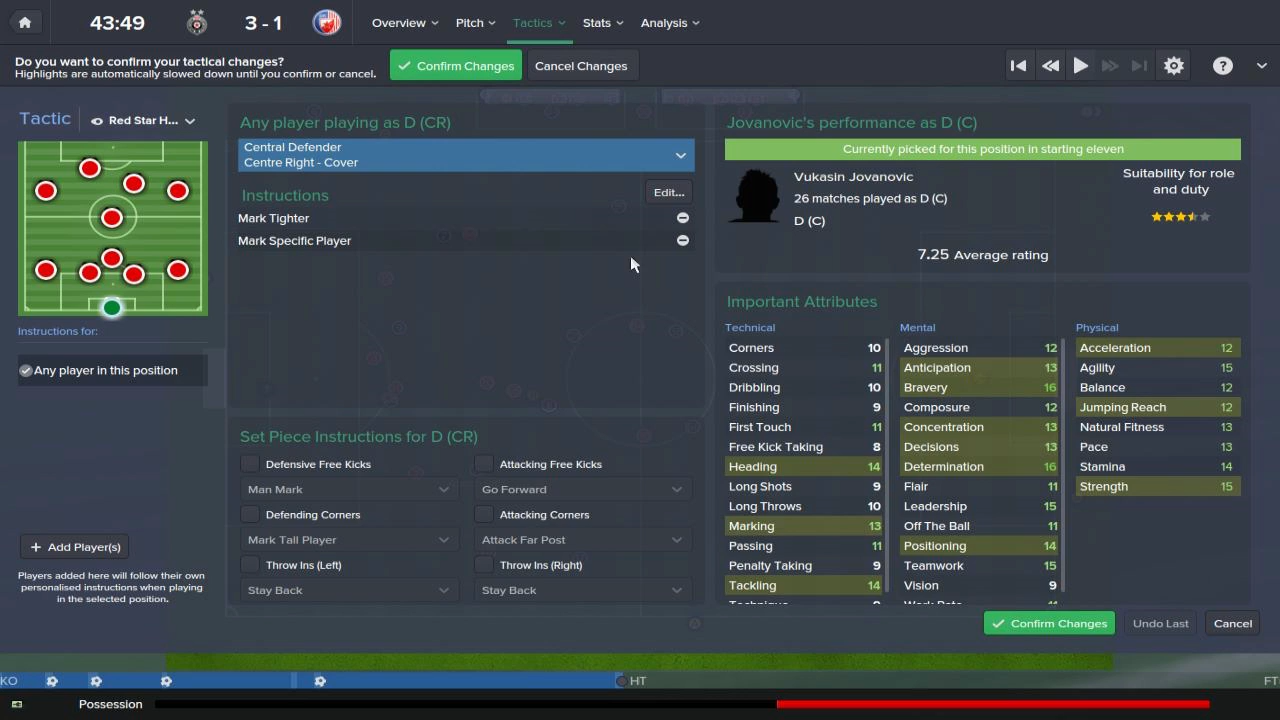 43:49
3 - 1
Overview
Pitch
Tactics
Stats
Analysis
Do you want to confirm your tactical changes?
Highlights are automatically slowed down until you confirm or cancel.
Confirm Changes
Cancel Changes
?
Tactic
Red Star H...
Instructions for:
Any player in this position
+ Add Player(s)
Players added here will follow their own
personalised instructions when playing
in the selected position.
Any player playing as D (CR)
Central Defender
Centre Right - Cover
Instructions
Edit...
Mark Tighter
Mark Specific Player
Set Piece Instructions for D (CR)
Defensive Free Kicks
Attacking Free Kicks
Man Mark
Go Forward
Defending Corners
Attacking Corners
Mark Tall Player
Attack Far Post
Throw Ins (Left)
Throw Ins (Right)
Stay Back
Stay Back
Jovanovic's performance as D (C)
Currently picked for this position in starting eleven
Vukasin Jovanovic
26 matches played as D (C)
D (C)
Suitability for role
and duty
7.25 Average rating
Important Attributes
Technical
Corners 10
Crossing 11
Dribbling 10
Finishing 9
First Touch 11
Free Kick Taking 8
Heading 14
Long Shots 9
Long Throws 10
Marking 13
Passing 11
Penalty Taking 9
Tackling 14
Technique 9
Mental
Aggression 12
Anticipation 13
Bravery 16
Composure 12
Concentration 13
Decisions 13
Determination 16
Flair 11
Leadership 15
Off The Ball 11
Positioning 14
Teamwork 15
Vision 9
Work Rate 11
Physical
Acceleration 12
Agility 15
Balance 12
Jumping Reach 12
Natural Fitness 13
Pace 13
Stamina 14
Strength 15
Confirm Changes
Undo Last
Cancel
KO
HT
FT
Possession